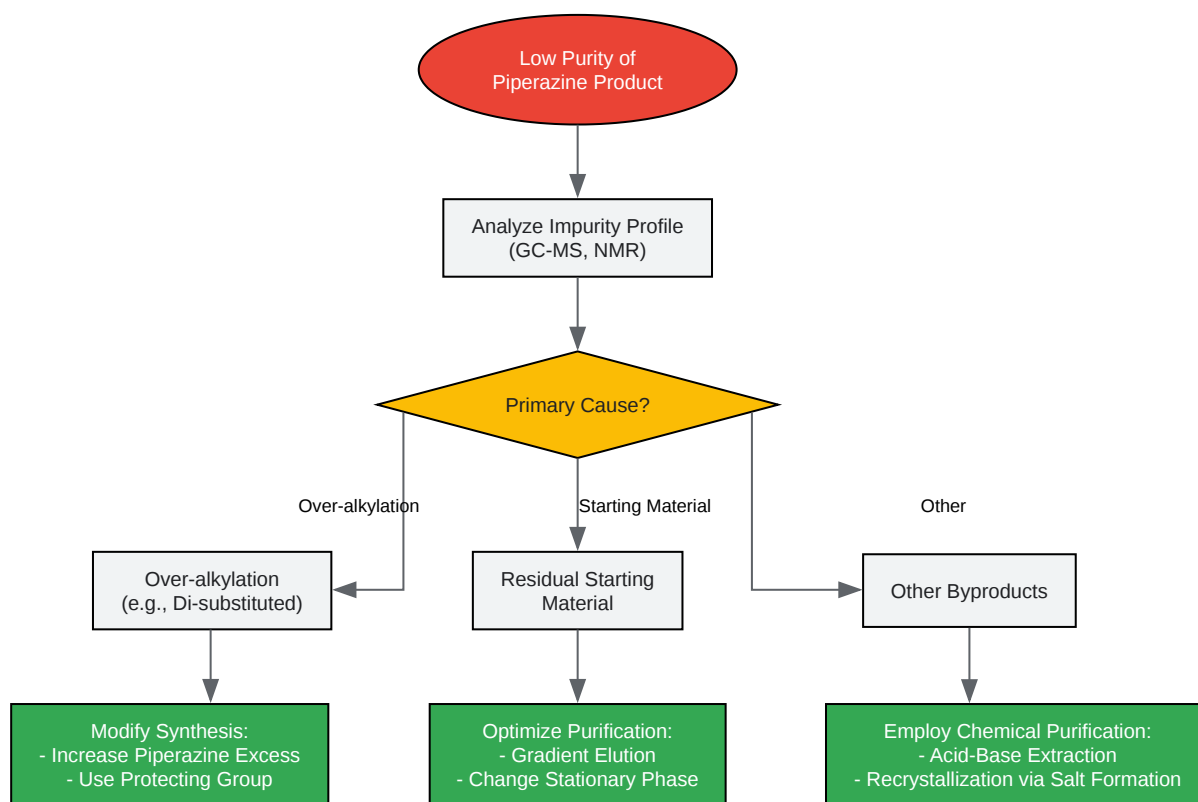 Low Purity of
Piperazine Product
Analyze Impurity Profile
(GC-MS, NMR)
Primary Cause?
Over-alkylation
Starting Material
Other
Over-alkylation
(e.g., Di-substituted)
Residual Starting
Material
Other Byproducts
Modify Synthesis:
- Increase Piperazine Excess
- Use Protecting Group
Optimize Purification:
- Gradient Elution
- Change Stationary Phase
Employ Chemical Purification:
- Acid-Base Extraction
- Recrystallization via Salt Formation